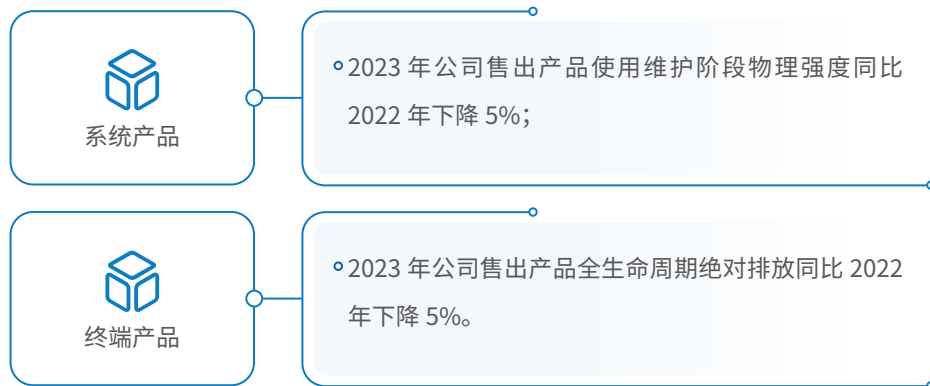 系统产品
2023 年公司售出产品使用维护阶段物理强度同比
2022 年下降 5%；
终端产品
2023 年公司售出产品全生命周期绝对排放同比 2022
年下降 5%。